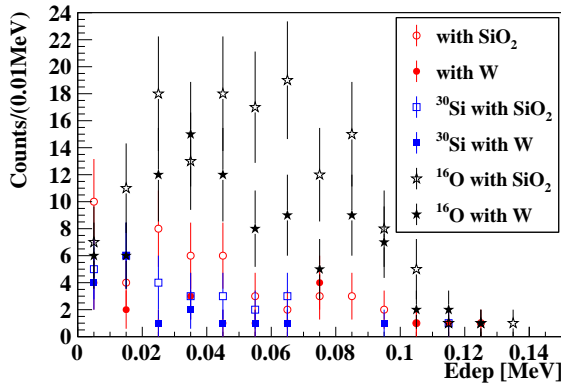 Counts/(0.01MeV)
24
22
20
18
16
14
12
10
8
6
4
2
0
0 0.02 0.04 0.06 0.08 0.1 0.12 0.14
Edep [MeV]
with SiO₂
with W
³⁰Si with SiO₂
³⁰Si with W
¹⁶O with SiO₂
¹⁶O with W